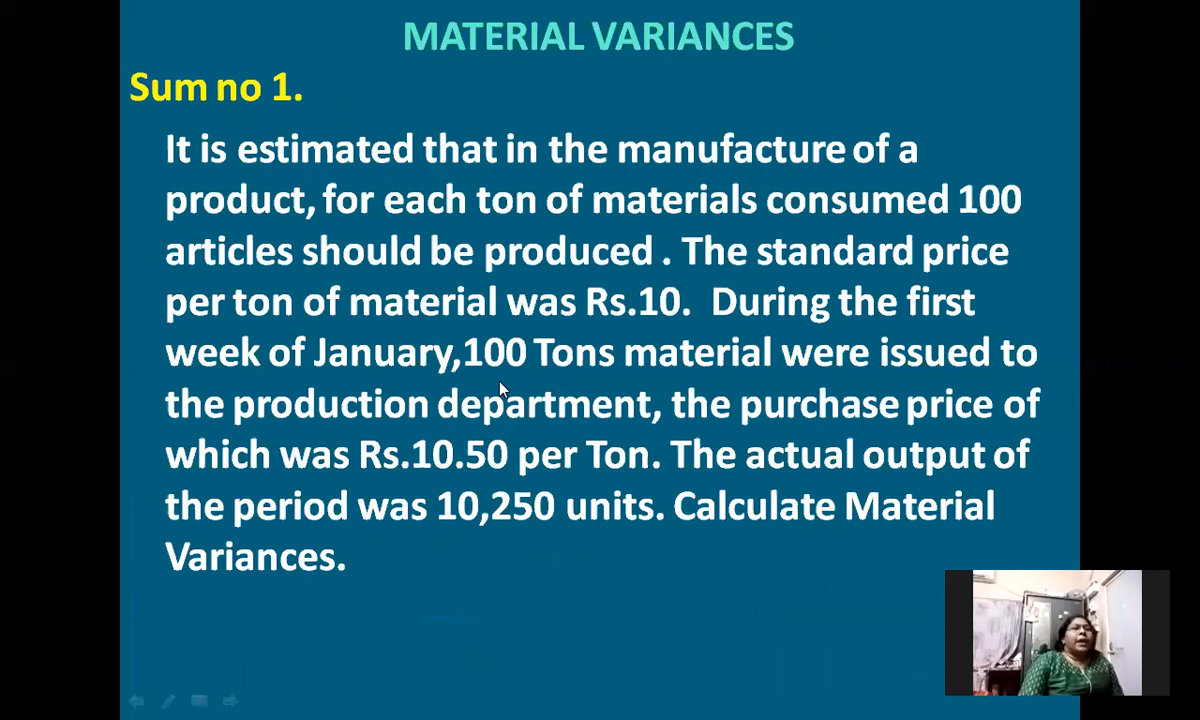 MATERIAL VARIANCES
Sum no 1.
It is estimated that in the manufacture of a
product, for each ton of materials consumed 100
articles should be produced . The standard price
per ton of material was Rs.10. During the first
week of January,100 Tons material were issued to
the production department, the purchase price of
which was Rs.10.50 per Ton. The actual output of
the period was 10,250 units. Calculate Material
Variances.